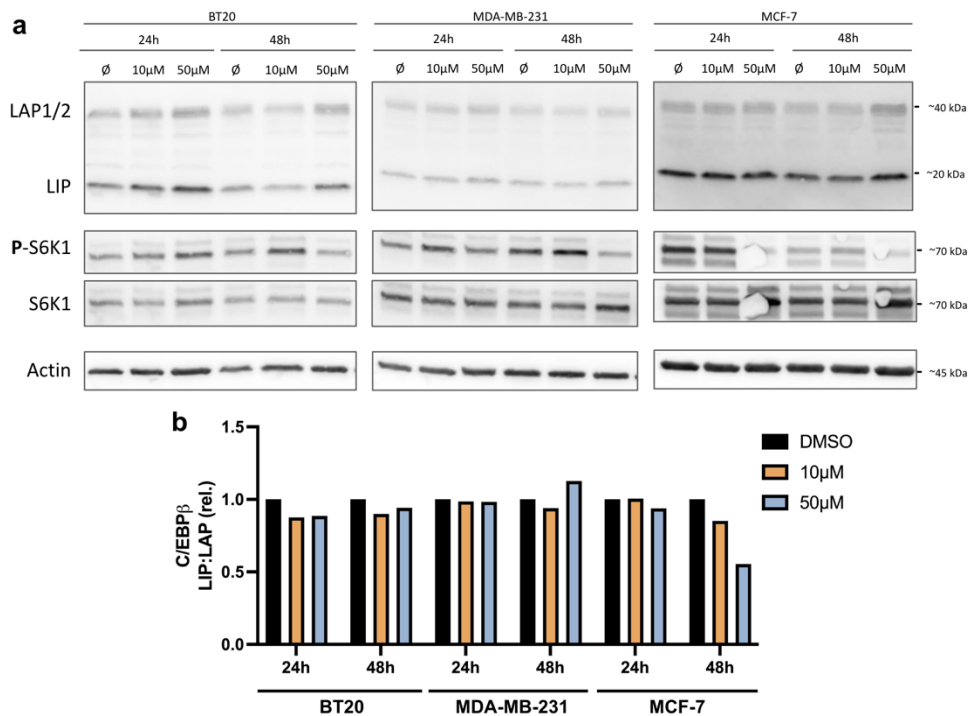 a
BT20 MDA-MB-231 MCF-7
24h 48h 24h 48h 24h 48h
Ø 10µM 50µM Ø 10µM 50µM Ø 10µM 50µM Ø 10µM 50µM Ø 10µM 50µM Ø 10µM 50µM
LAP1/2 ~40 kDa
LIP ~20 kDa
P-S6K1 ~70 kDa
S6K1 ~70 kDa
Actin ~45 kDa
b
C/EBPβ
LIP:LAP (rel.)
1.5
1.0
0.5
0.0
DMSO
10µM
50µM
24h 48h 24h 48h 24h 48h
BT20 MDA-MB-231 MCF-7